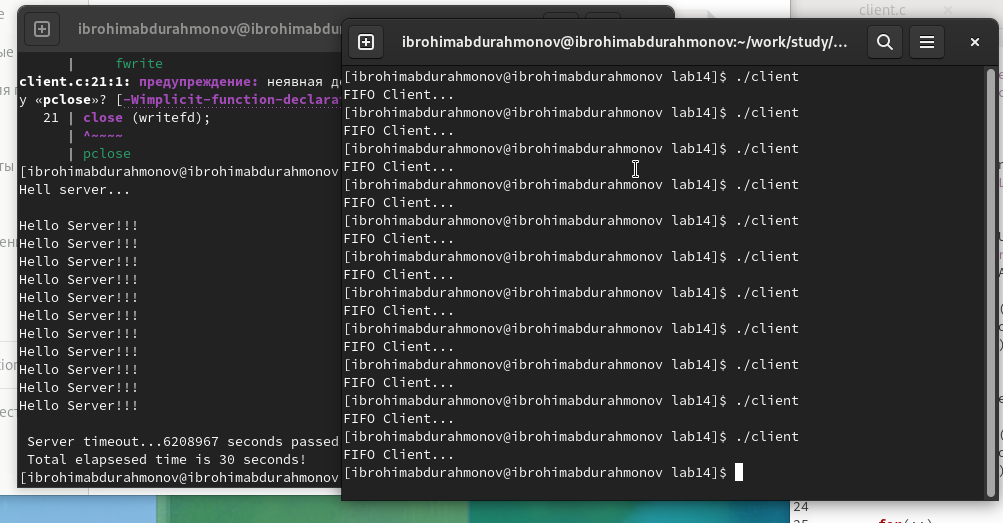 client.c
ibrohimabdurahmonov@ibrohimabdurahmonov
| fwrite
client.c:21:1: предупреждение: неявная
у «pclose»? [-Wimplicit-function-declara
21 | close (writefd);
| ^~~~~
| pclose
[ibrohimabdurahmonov@ibrohimabdurahmonov
Hell server...
Hello Server!!!
Hello Server!!!
Hello Server!!!
Hello Server!!!
Hello Server!!!
Hello Server!!!
Hello Server!!!
Hello Server!!!
Hello Server!!!
Hello Server!!!
Hello Server!!!
Server timeout...6208967 seconds passed
Total elapsesed time is 30 seconds!
[ibrohimabdurahmonov@ibrohimabdurahmonov
ibrohimabdurahmonov@ibrohimabdurahmonov:~/work/study/...
[ibrohimabdurahmonov@ibrohimabdurahmonov lab14]$ ./client
FIFO Client...
[ibrohimabdurahmonov@ibrohimabdurahmonov lab14]$ ./client
FIFO Client...
[ibrohimabdurahmonov@ibrohimabdurahmonov lab14]$ ./client
FIFO Client...
[ibrohimabdurahmonov@ibrohimabdurahmonov lab14]$ ./client
FIFO Client...
[ibrohimabdurahmonov@ibrohimabdurahmonov lab14]$ ./client
FIFO Client...
[ibrohimabdurahmonov@ibrohimabdurahmonov lab14]$ ./client
FIFO Client...
[ibrohimabdurahmonov@ibrohimabdurahmonov lab14]$ ./client
FIFO Client...
[ibrohimabdurahmonov@ibrohimabdurahmonov lab14]$ ./client
FIFO Client...
[ibrohimabdurahmonov@ibrohimabdurahmonov lab14]$ ./client
FIFO Client...
[ibrohimabdurahmonov@ibrohimabdurahmonov lab14]$ ./client
FIFO Client...
[ibrohimabdurahmonov@ibrohimabdurahmonov lab14]$ ./client
FIFO Client...
[ibrohimabdurahmonov@ibrohimabdurahmonov lab14]$
24